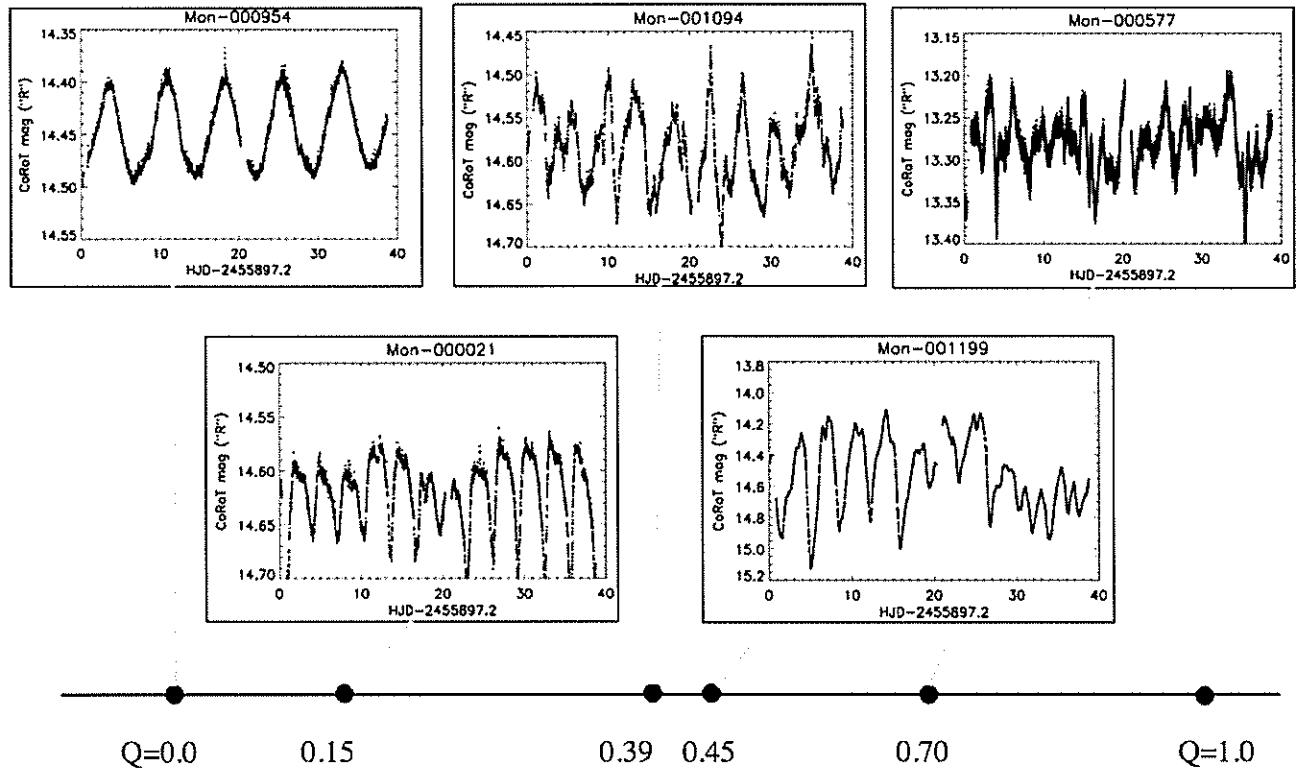 Mon-000954
14.35
14.40
14.45
14.50
14.55
CoRoT mag ("R")
0 10 20 30 40
HJD-2455897.2
Mon-001094
14.45
14.50
14.55
14.60
14.65
14.70
CoRoT mag ("R")
0 10 20 30 40
HJD-2455897.2
Mon-000577
13.15
13.20
13.25
13.30
13.35
13.40
CoRoT mag ("R")
0 10 20 30 40
HJD-2455897.2
Mon-000021
14.50
14.55
14.60
14.65
14.70
CoRoT mag ("R")
0 10 20 30 40
HJD-2455897.2
Mon-001199
13.8
14.0
14.2
14.4
14.6
14.8
15.0
15.2
CoRoT mag ("R")
0 10 20 30 40
HJD-2455897.2
Q=0.0 0.15 0.39 0.45 0.70 Q=1.0